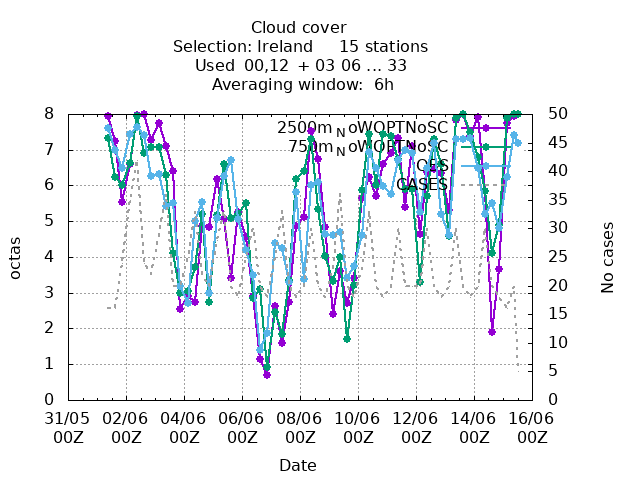 Cloud cover
Selection: Ireland 15 stations
Used 00,12 + 03 06 ... 33
Averaging window: 6h
2500m NoWOPTNoSC
750m NoWOPTNoSC
OBS
CASES
octas
No cases
8
7
6
5
4
3
2
1
0
50
45
40
35
30
25
20
15
10
5
0
31/05 02/06 04/06 06/06 08/06 10/06 12/06 14/06 16/06
00Z 00Z 00Z 00Z 00Z 00Z 00Z 00Z 00Z
Date